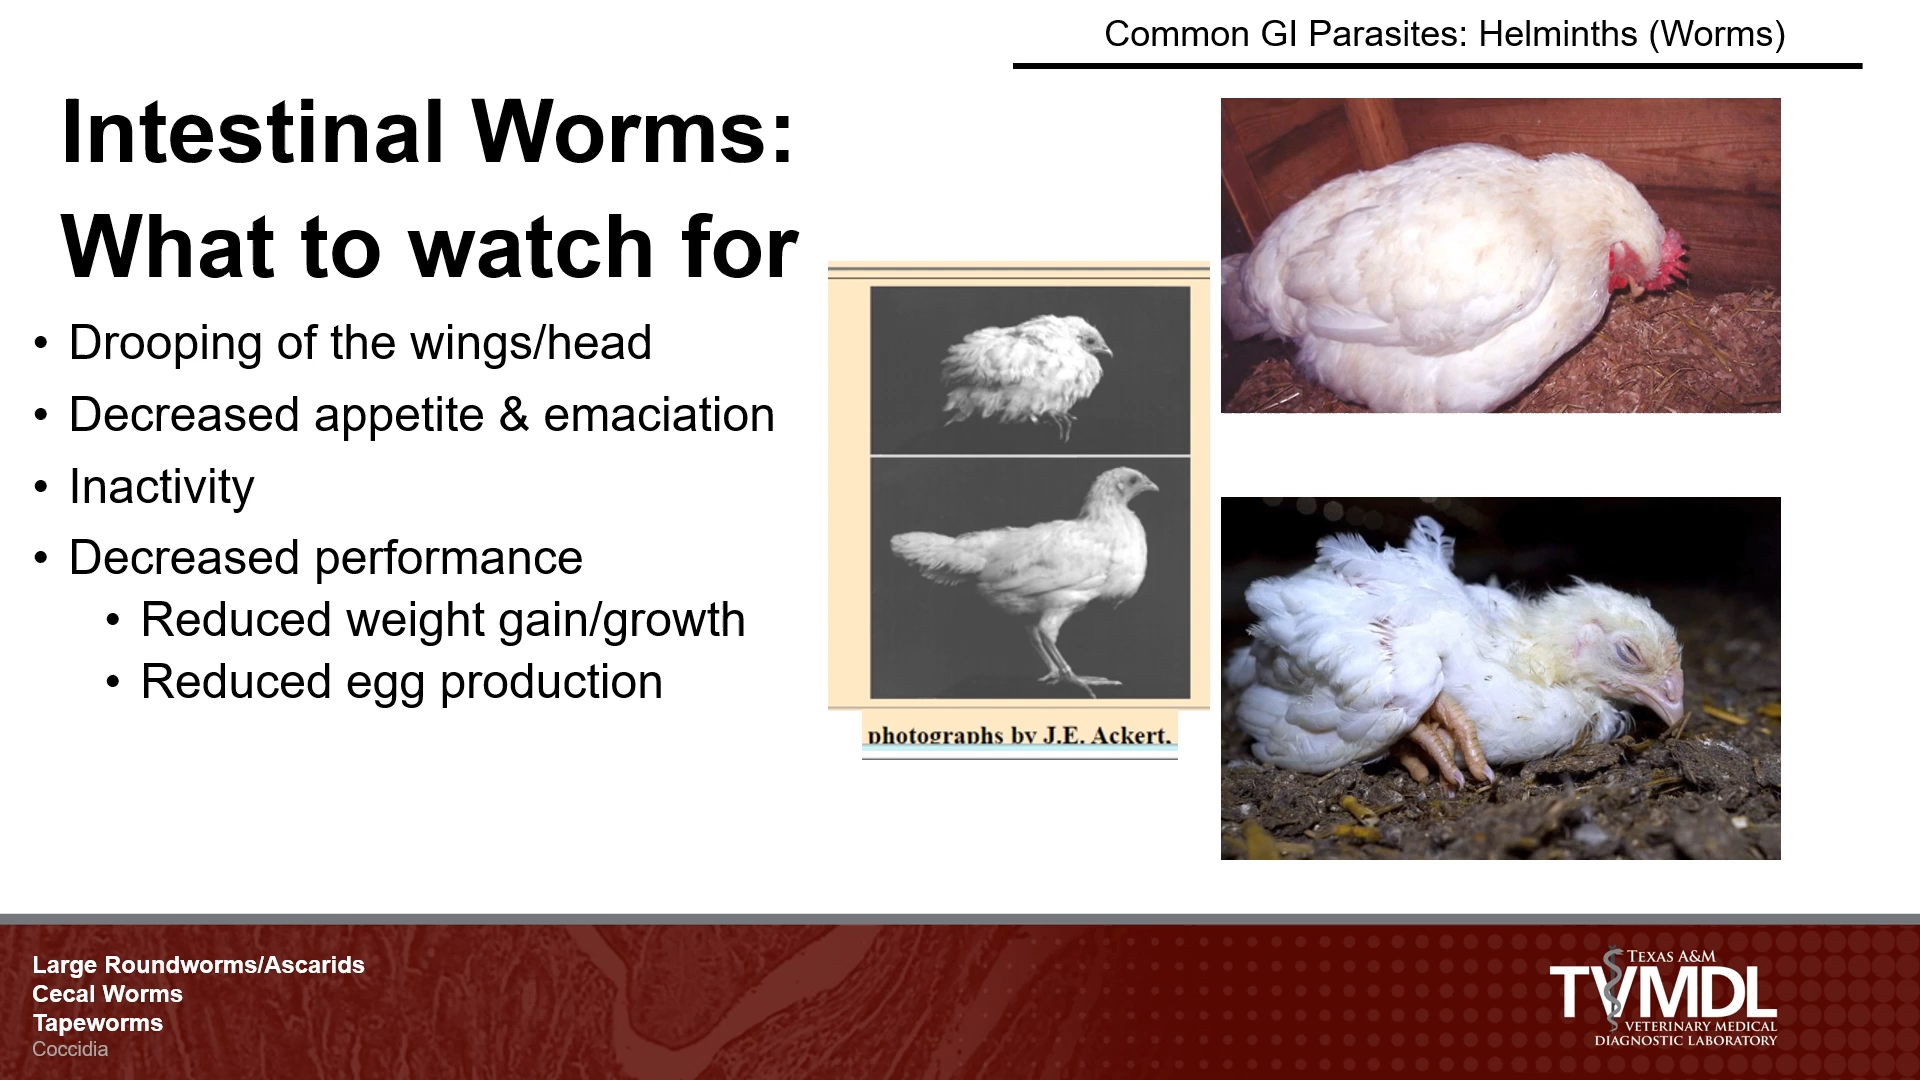 Common GI Parasites: Helminths (Worms)
Intestinal Worms:
What to watch for
• Drooping of the wings/head
• Decreased appetite & emaciation
• Inactivity
• Decreased performance
• Reduced weight gain/growth
• Reduced egg production
photographs by J.E. Ackert,
Large Roundworms/Ascarids
Cecal Worms
Tapeworms
Coccidia
TEXAS A&M
TVMDL
VETERINARY MEDICAL
DIAGNOSTIC LABORATORY